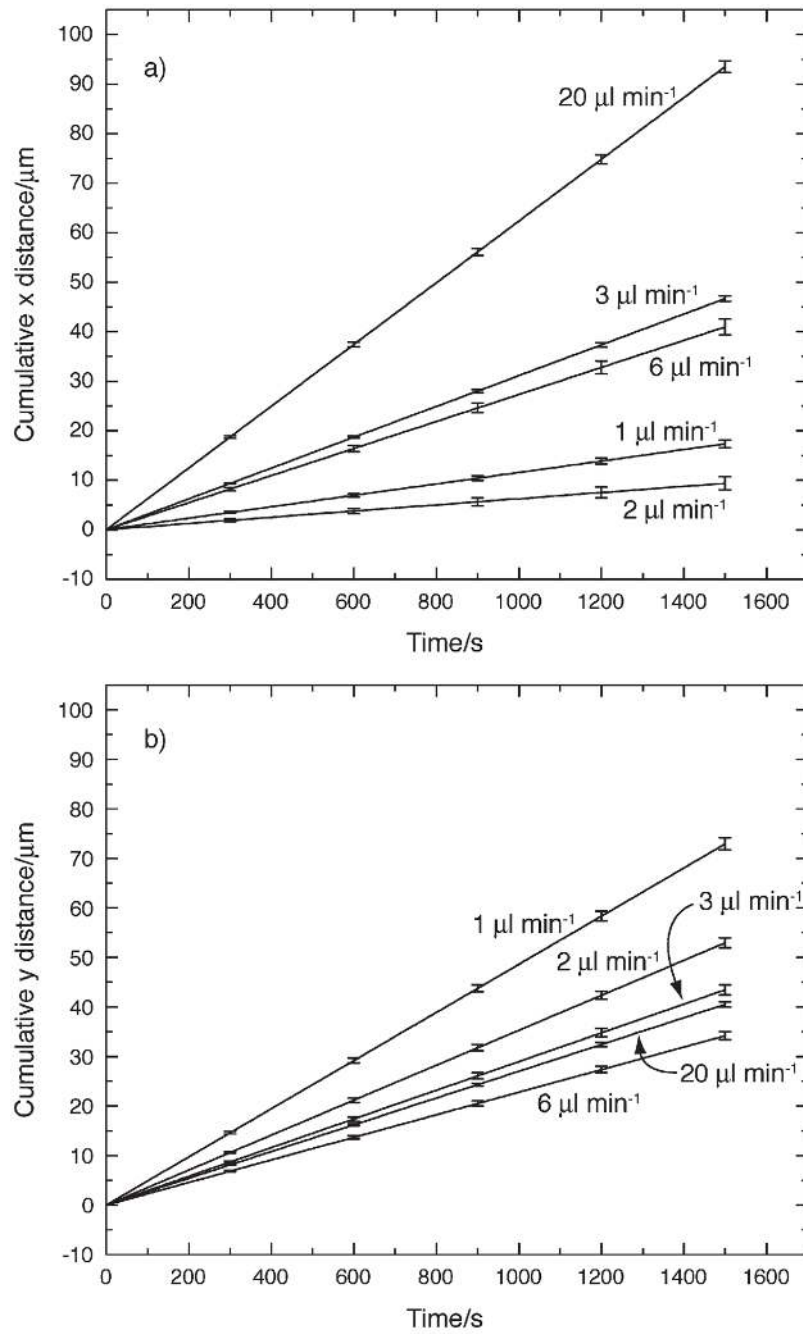 a)
100
90
80
70
60
50
40
30
20
10
0
-10
Cumulative x distance/μm
20 μl min⁻¹
3 μl min⁻¹
6 μl min⁻¹
1 μl min⁻¹
2 μl min⁻¹
0 200 400 600 800 1000 1200 1400 1600
Time/s
b)
100
90
80
70
60
50
40
30
20
10
0
-10
Cumulative y distance/μm
1 μl min⁻¹
3 μl min⁻¹
2 μl min⁻¹
20 μl min⁻¹
6 μl min⁻¹
0 200 400 600 800 1000 1200 1400 1600
Time/s